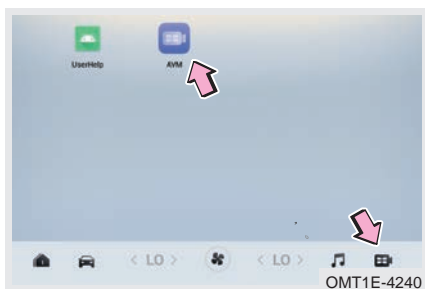 UserHelp
AVM
< LO >
< LO >
OMT1E-4240